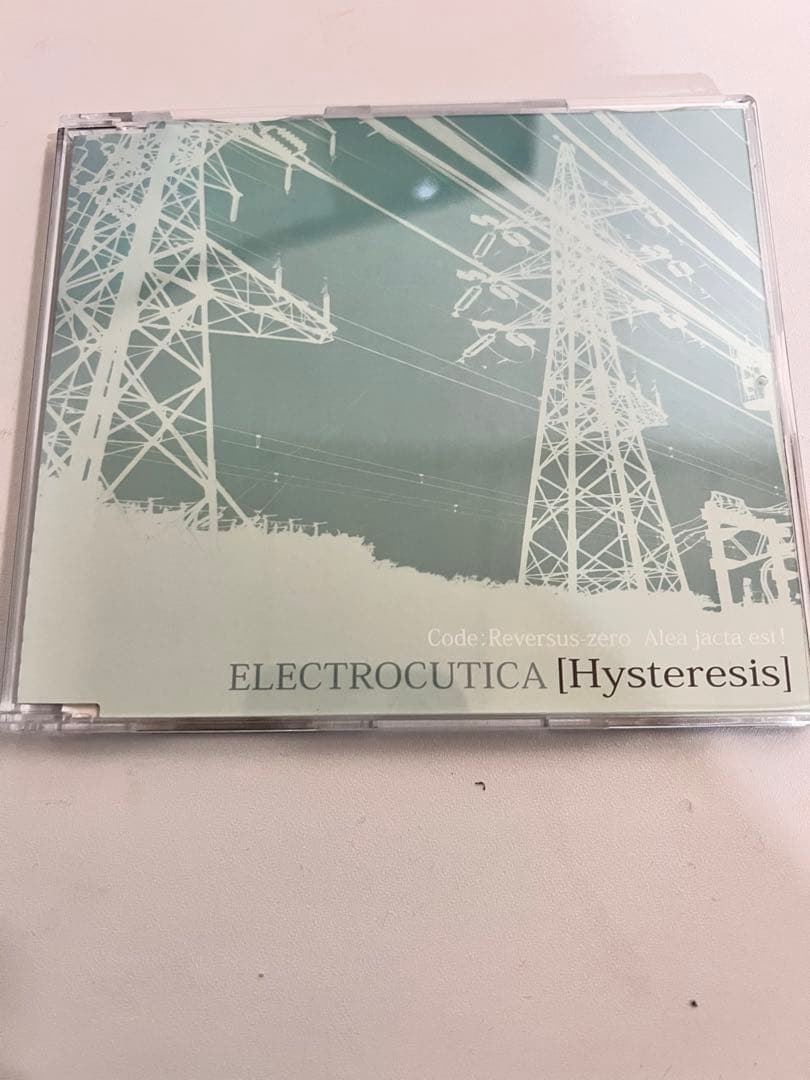 Code:Reversus-zero Alea jacta est!
ELECTROCUTICA [Hysteresis]